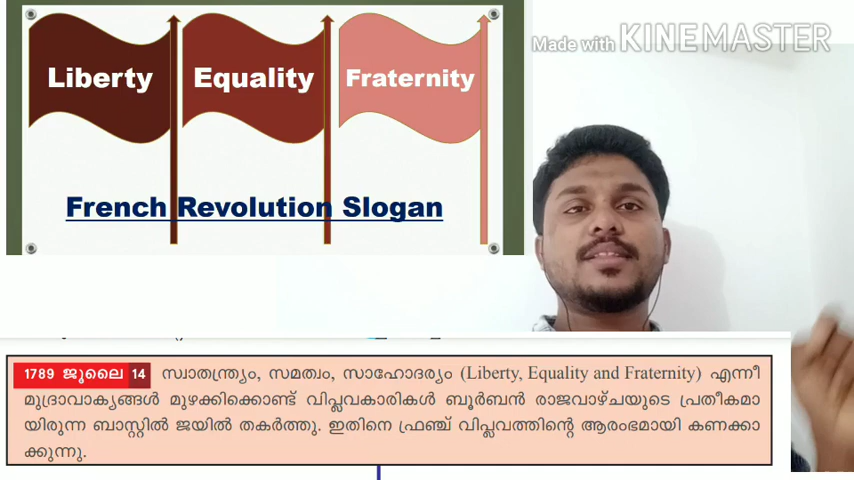 Liberty Equality Fraternity
Made with KINEMASTER
French Revolution Slogan
1789 ജൂലൈ 14 സ്വാതന്ത്ര്യം, സമത്വം, സാഹോദര്യം (Liberty, Equality and Fraternity) എന്നീ
മുദ്രാവാക്യങ്ങൾ മുഴക്കിക്കൊണ്ട് വിപ്ലവകാരികൾ ബൂർബൻ രാജവാഴ്ചയുടെ പ്രതീകമാ
യിരുന്ന ബാസ്റ്റിൽ ജയിൽ തകർത്തു. ഇതിനെ ഫ്രഞ്ച് വിപ്ലവത്തിന്റെ ആരംഭമായി കണക്കാ
ക്കുന്നു.